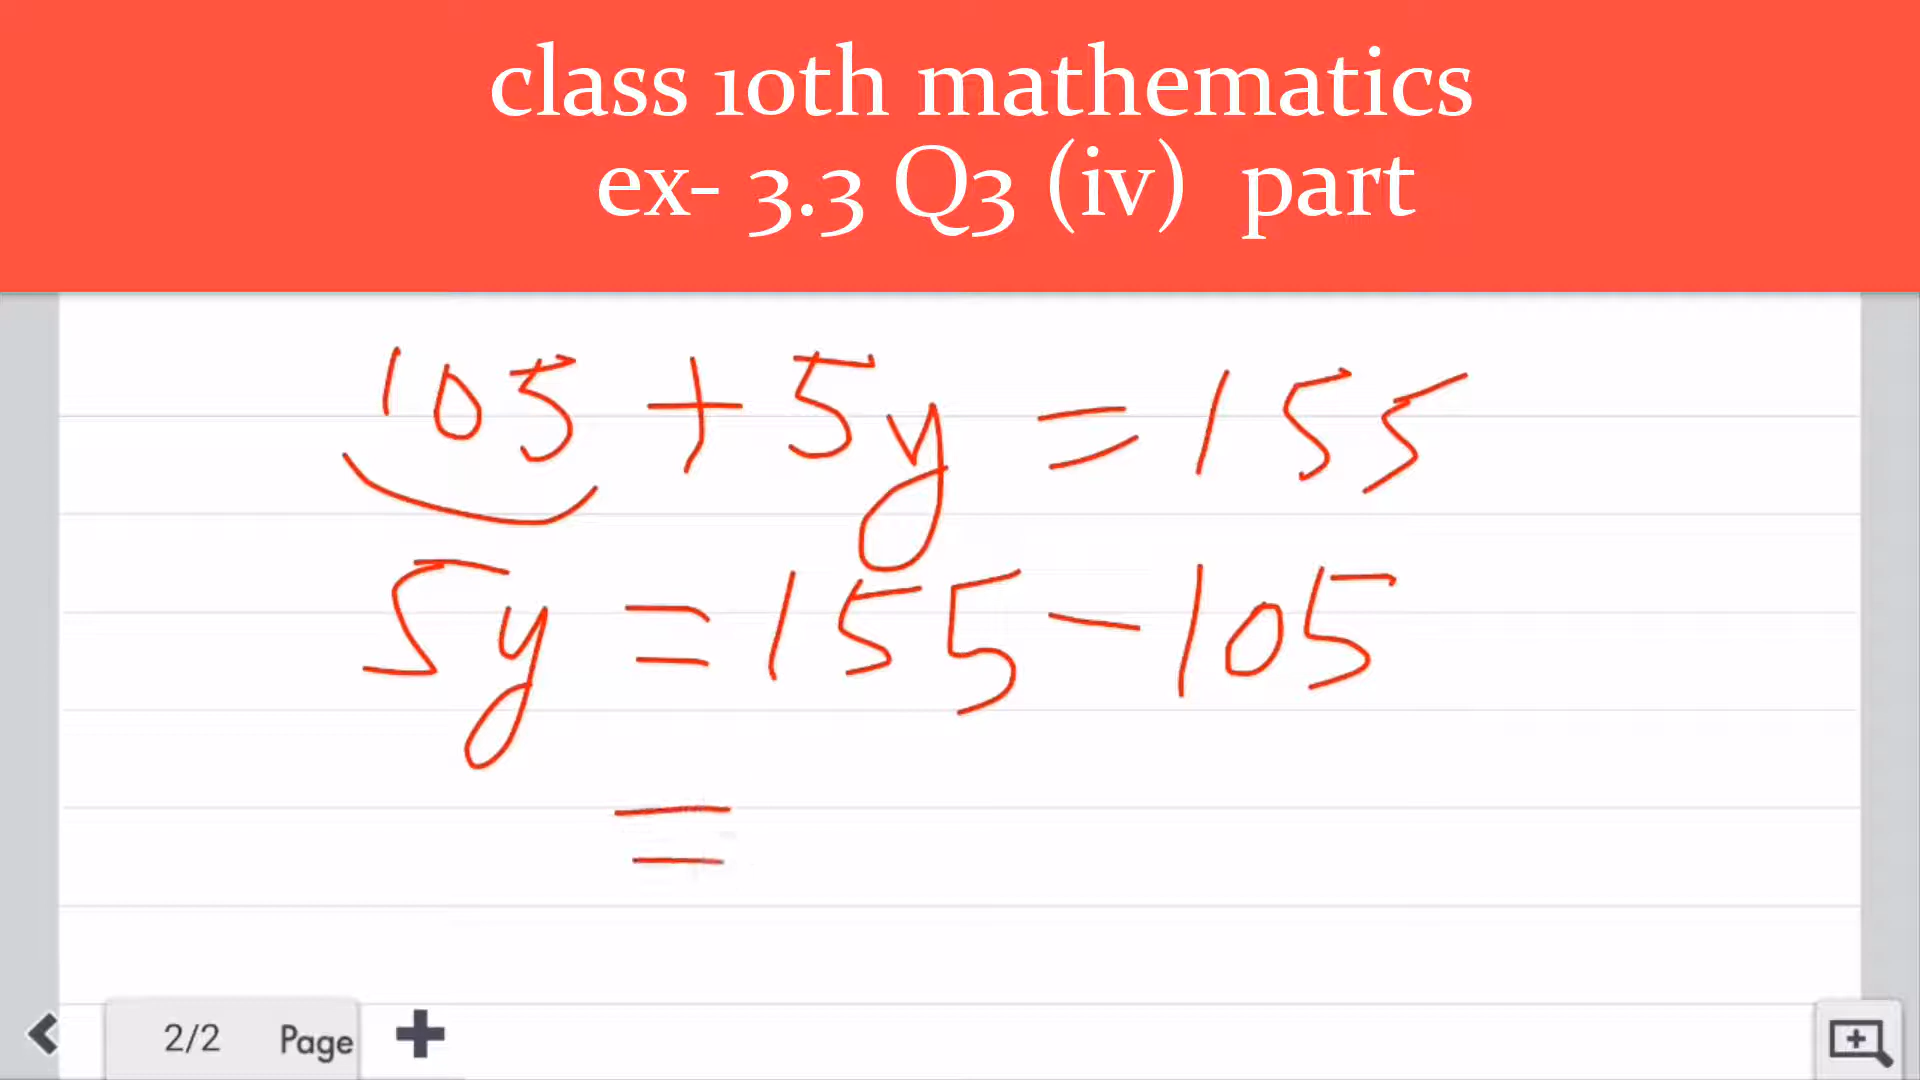 class 10th mathematics
ex- 3.3 Q3 (iv) part
105 + 5y = 155
5y = 155 - 105
=
2/2 Page